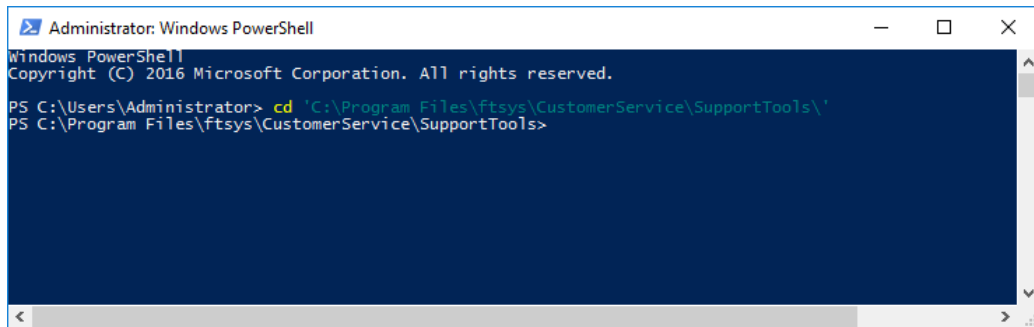 Administrator: Windows PowerShell
Windows PowerShell
Copyright (C) 2016 Microsoft Corporation. All rights reserved.
PS C:\Users\Administrator> cd 'C:\Program Files\ftsys\CustomerService\SupportTools\'
PS C:\Program Files\ftsys\CustomerService\SupportTools>